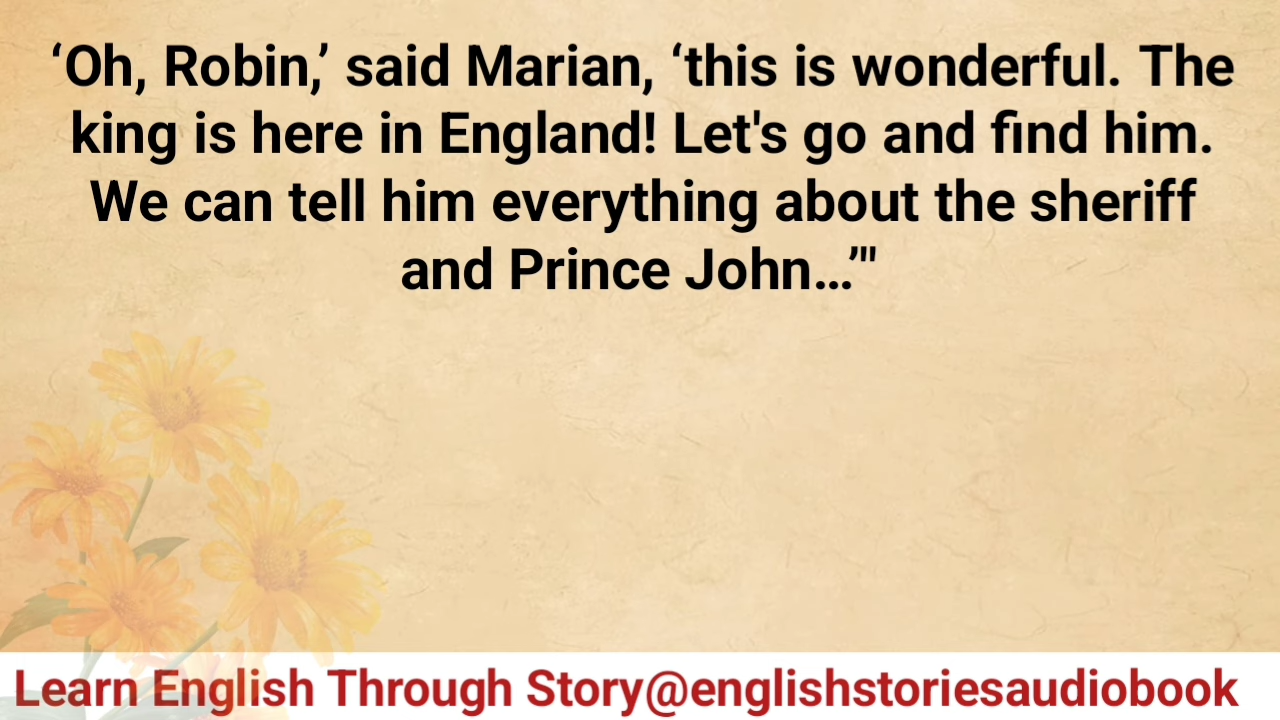 ‘Oh, Robin,’ said Marian, ‘this is wonderful. The
king is here in England! Let's go and find him.
We can tell him everything about the sheriff
and Prince John…’"
Learn English Through Story@englishstoriesaudiobook